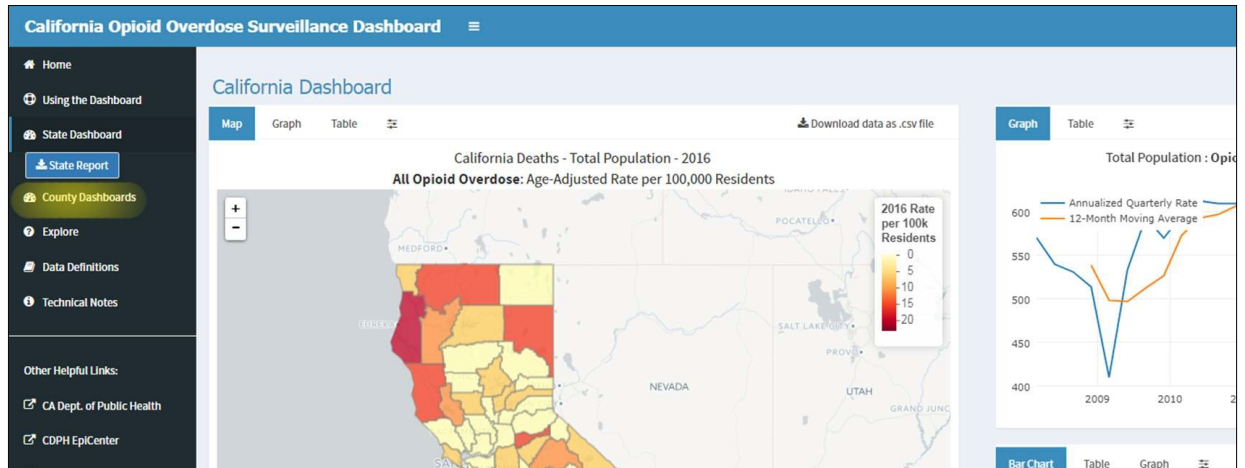 California Opioid Overdose Surveillance Dashboard
Home
Using the Dashboard
State Dashboard
State Report
County Dashboards
Explore
Data Definitions
Technical Notes
Other Helpful Links:
CA Dept. of Public Health
CDPH EpiCenter
California Dashboard
Map Graph Table
Download data as .csv file
California Deaths - Total Population - 2016
All Opioid Overdose: Age-Adjusted Rate per 100,000 Residents
+
-
MEDFORD
POCATELLO
EUREKA
SALT LAKE CITY
PROVO
NEVADA
UTAH
GRAND JUNC
2016 Rate
per 100k
Residents
0
5
10
15
20
Graph Table
Total Population : Opio
Annualized Quarterly Rate
12-Month Moving Average
600
550
500
450
400
2009 2010 2
Bar Chart Table Graph